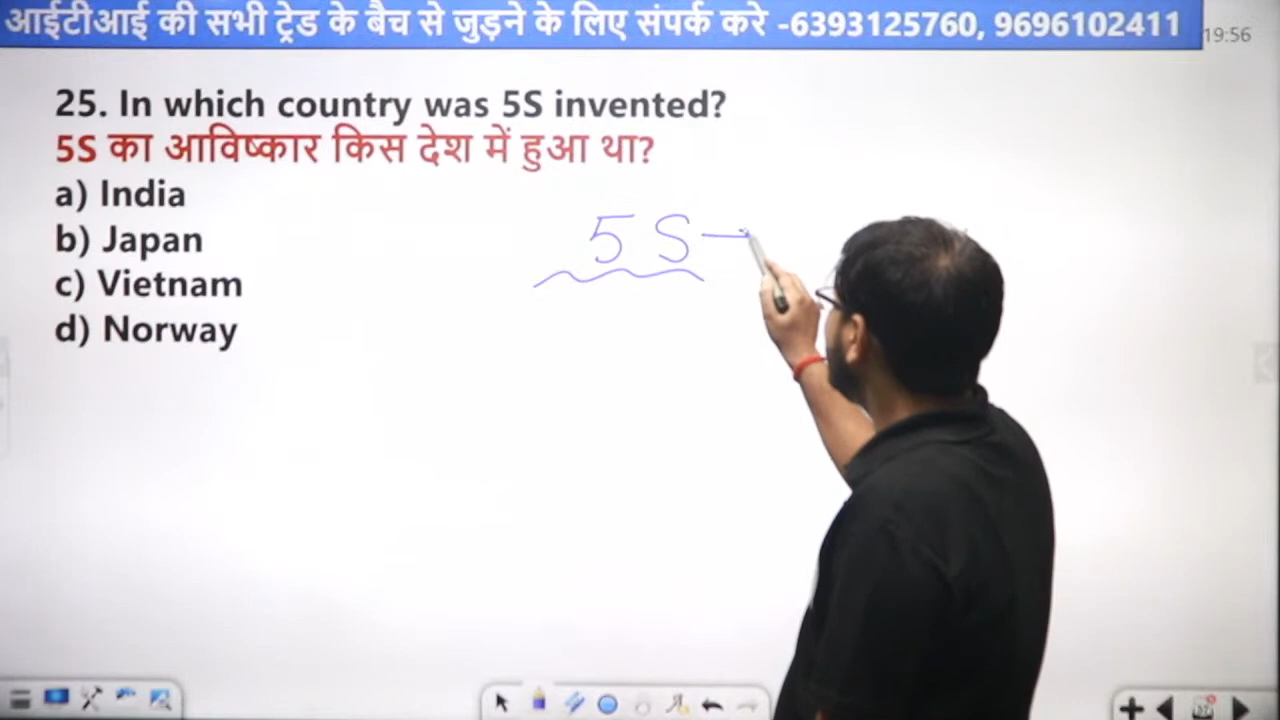 आईटीआई की सभी ट्रेड के बैच से जुड़ने के लिए संपर्क करे -6393125760, 9696102411
19:56
25. In which country was 5S invented?
5S का आविष्कार किस देश में हुआ था?
a) India
b) Japan
c) Vietnam
d) Norway
5 S